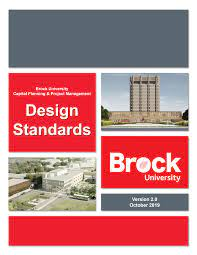 Brock University
Capital Planning & Project Management
Design
Standards
Brock
University
Version 2.0
October 2019